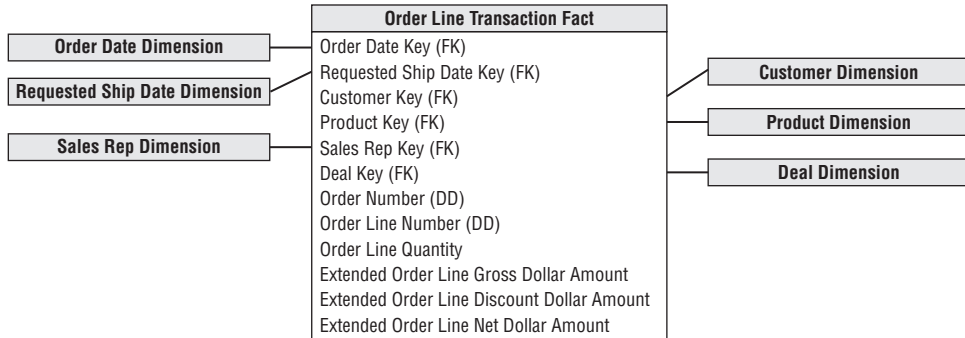 Order Line Transaction Fact
Order Date Dimension
Requested Ship Date Dimension
Sales Rep Dimension
Order Date Key (FK)
Requested Ship Date Key (FK)
Customer Key (FK)
Product Key (FK)
Sales Rep Key (FK)
Deal Key (FK)
Order Number (DD)
Order Line Number (DD)
Order Line Quantity
Extended Order Line Gross Dollar Amount
Extended Order Line Discount Dollar Amount
Extended Order Line Net Dollar Amount
Customer Dimension
Product Dimension
Deal Dimension